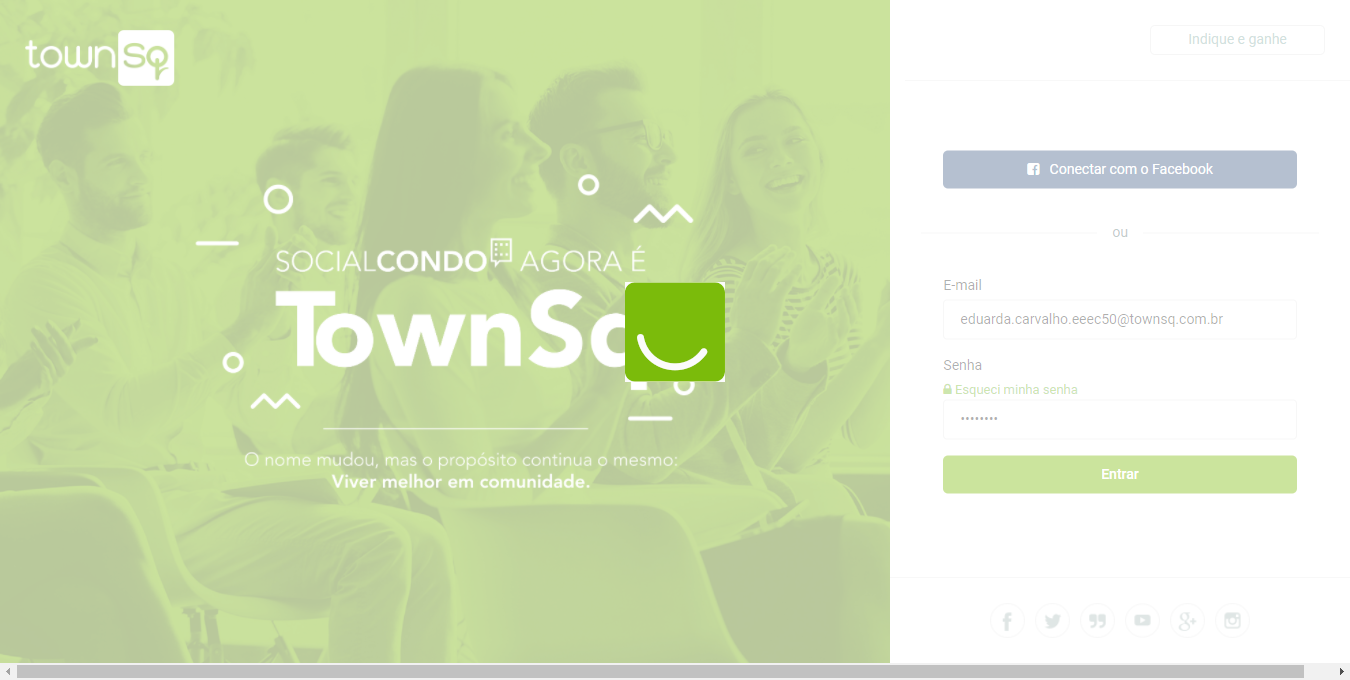 townSq
Indique e ganhe
Conectar com o Facebook
ou
SOCIALCONDO AGORA É
TownSq
E-mail
eduarda.carvalho.eeec50@townsq.com.br
Senha
Esqueci minha senha
••••••••
Entrar
O nome mudou, mas o propósito continua o mesmo:
Viver melhor em comunidade.